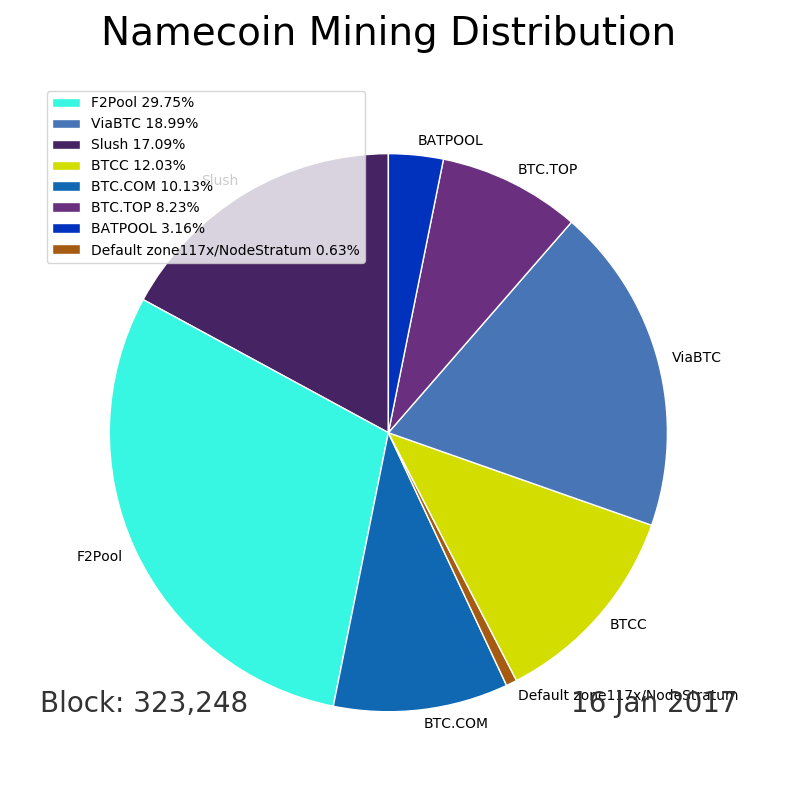 Namecoin Mining Distribution
F2Pool 29.75%
ViaBTC 18.99%
Slush 17.09%
BTCC 12.03%
BTC.COM 10.13%
BTC.TOP 8.23%
BATPOOL 3.16%
Default zone117x/NodeStratum 0.63%
BATPOOL
BTC.TOP
Slush
ViaBTC
F2Pool
BTCC
Default zone117x/NodeStratum
BTC.COM
Block: 323,248
16 Jan 2017